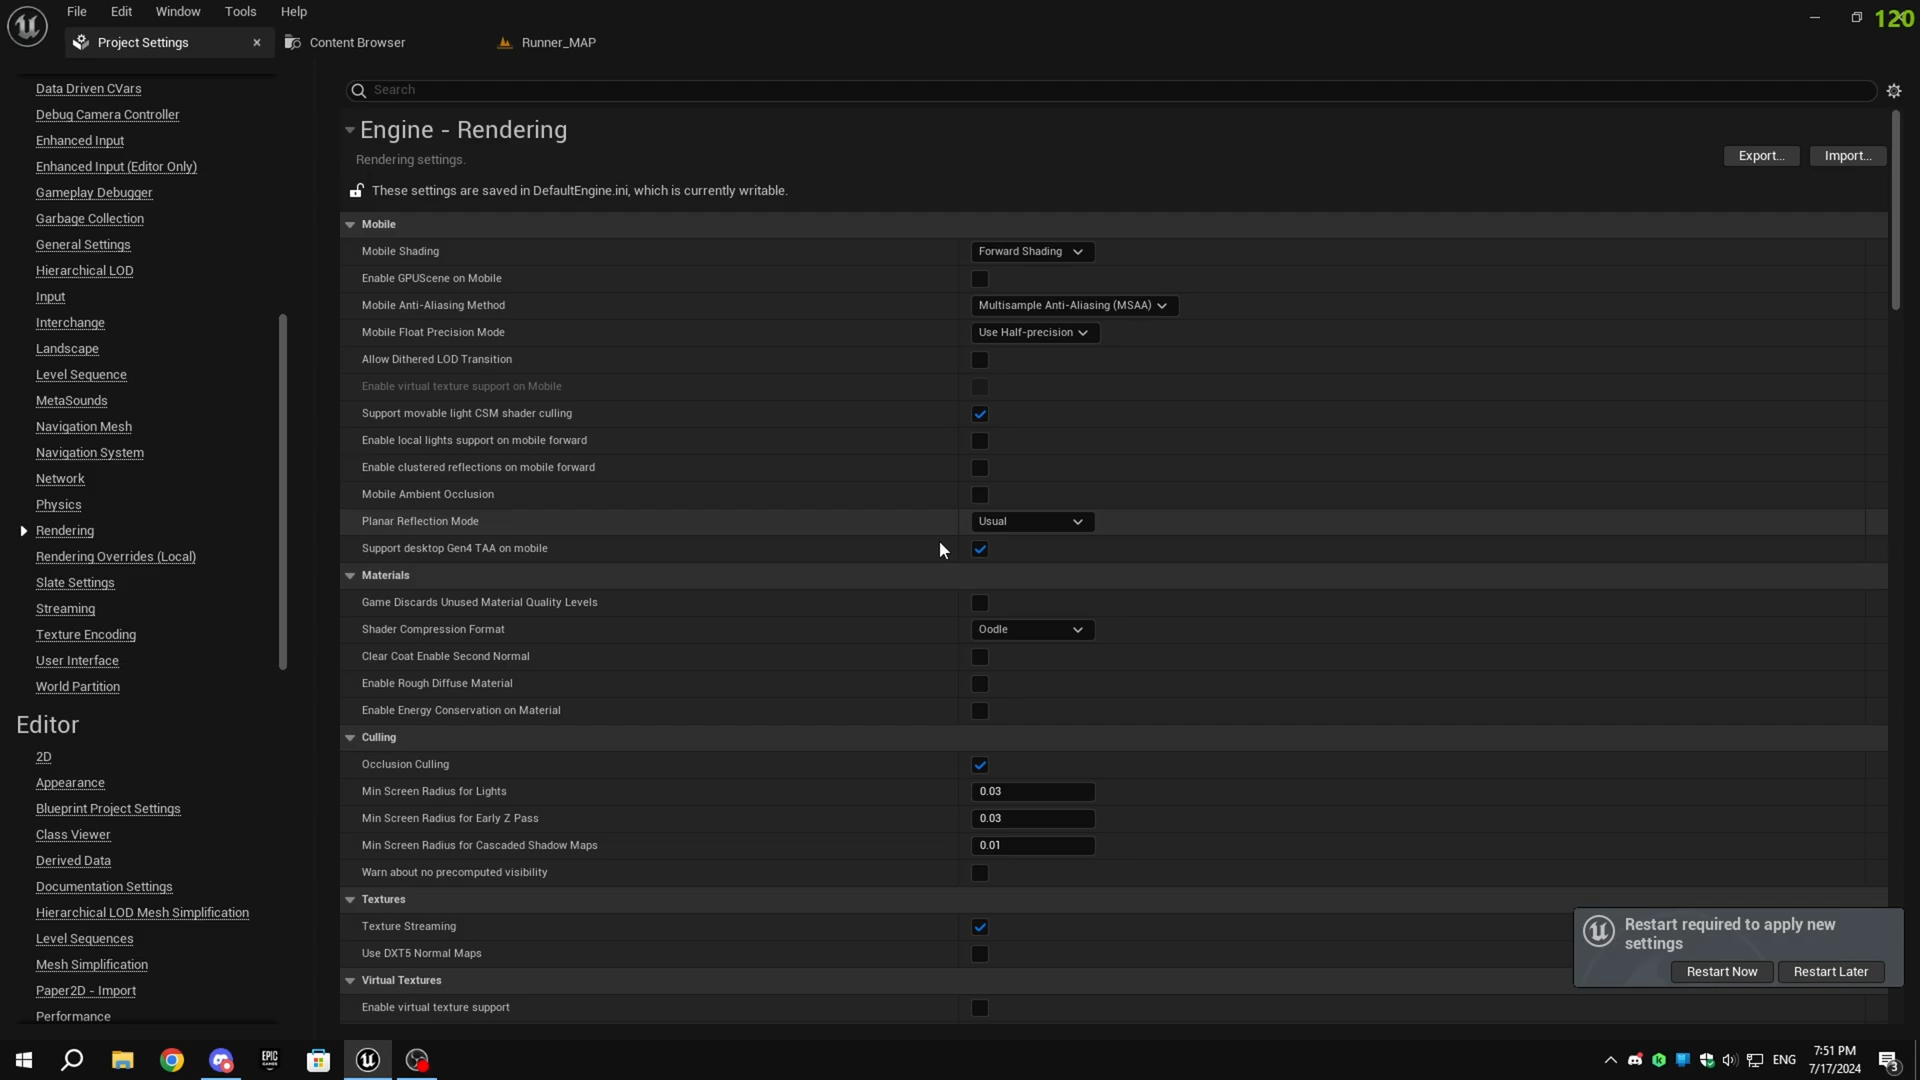 File Edit Window Tools Help
120
Project Settings
Content Browser
Runner_MAP
Data Driven CVars
Debug Camera Controller
Enhanced Input
Enhanced Input (Editor Only)
Gameplay Debugger
Garbage Collection
General Settings
Hierarchical LOD
Input
Interchange
Landscape
Level Sequence
MetaSounds
Navigation Mesh
Navigation System
Network
Physics
Rendering
Rendering Overrides (Local)
Slate Settings
Streaming
Texture Encoding
User Interface
World Partition
Editor
2D
Appearance
Blueprint Project Settings
Class Viewer
Derived Data
Documentation Settings
Hierarchical LOD Mesh Simplification
Level Sequences
Mesh Simplification
Paper2D - Import
Performance
Search
Engine - Rendering
Rendering settings.
Export... Import...
These settings are saved in DefaultEngine.ini, which is currently writable.
Mobile
Mobile Shading Forward Shading
Enable GPUScene on Mobile
Mobile Anti-Aliasing Method Multisample Anti-Aliasing (MSAA)
Mobile Float Precision Mode Use Half-precision
Allow Dithered LOD Transition
Enable virtual texture support on Mobile
Support movable light CSM shader culling
Enable local lights support on mobile forward
Enable clustered reflections on mobile forward
Mobile Ambient Occlusion
Planar Reflection Mode Usual
Support desktop Gen4 TAA on mobile
Materials
Game Discards Unused Material Quality Levels
Shader Compression Format Oodle
Clear Coat Enable Second Normal
Enable Rough Diffuse Material
Enable Energy Conservation on Material
Culling
Occlusion Culling
Min Screen Radius for Lights 0.03
Min Screen Radius for Early Z Pass 0.03
Min Screen Radius for Cascaded Shadow Maps 0.01
Warn about no precomputed visibility
Textures
Texture Streaming
Use DXT5 Normal Maps
Virtual Textures
Enable virtual texture support
Restart required to apply new
settings
Restart Now Restart Later
EPIC
GAMES
ENG
7:51 PM
7/17/2024
3